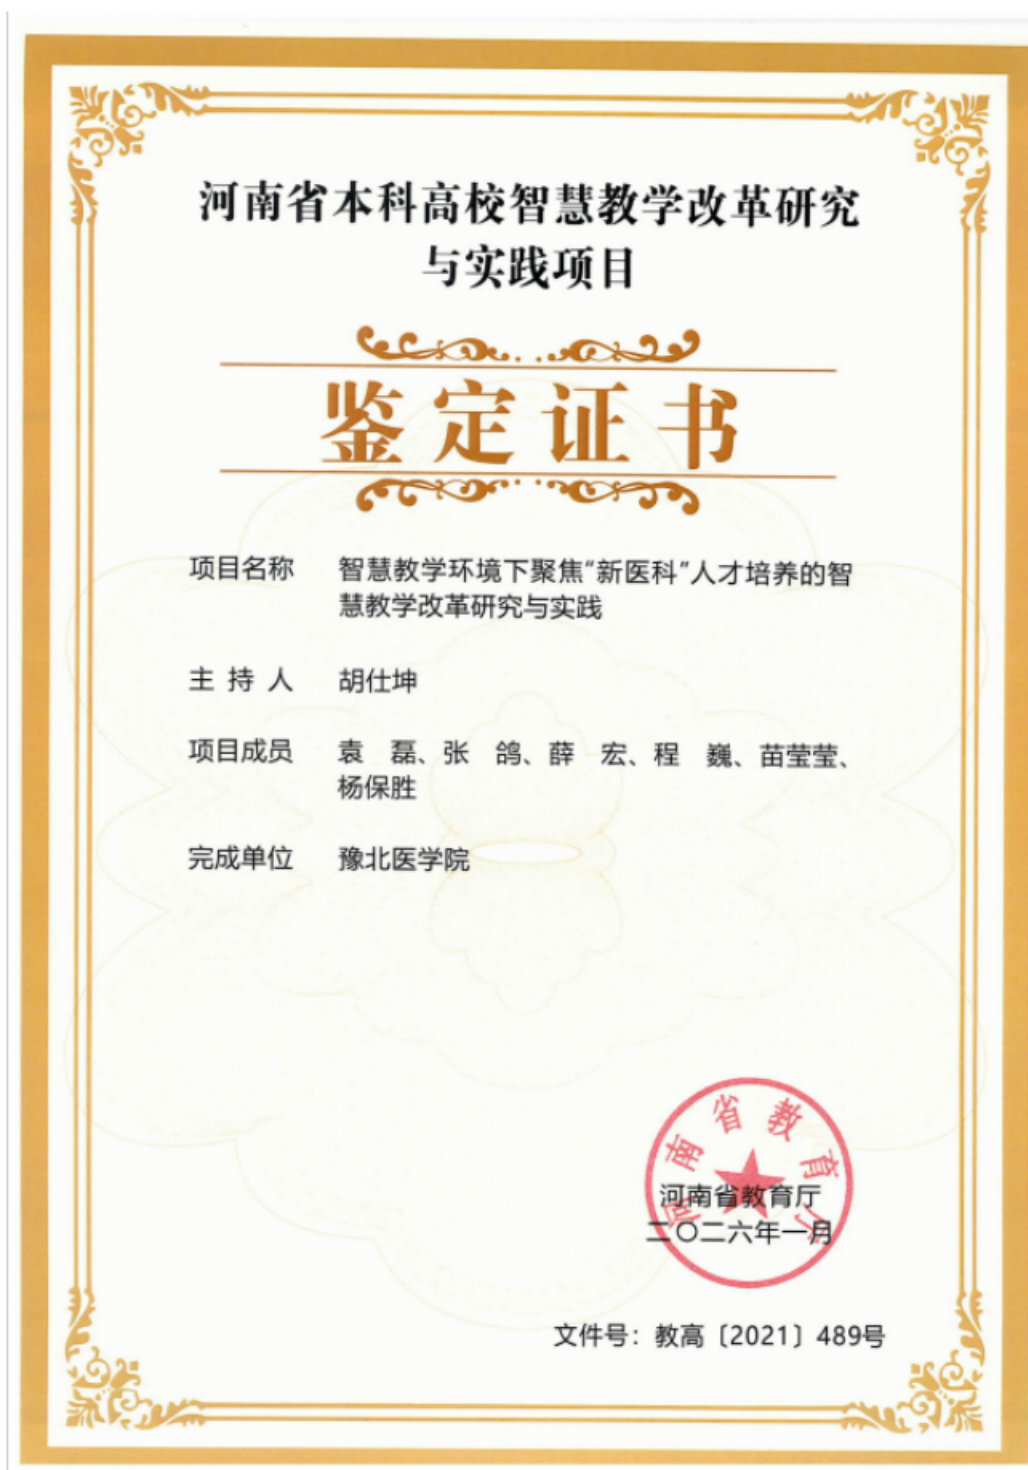 河南省本科高校智慧教学改革研究
与实践项目
鉴定证书
项目名称 智慧教学环境下聚焦“新医科”人才培养的智
慧教学改革研究与实践
主 持 人 胡仕坤
项目成员 袁　磊、张　鸽、薛　宏、程　巍、苗莹莹、
杨保胜
完成单位 豫北医学院
河南省教育厅
河南省教育厅
二〇二六年一月
文件号：教高〔2021〕489号